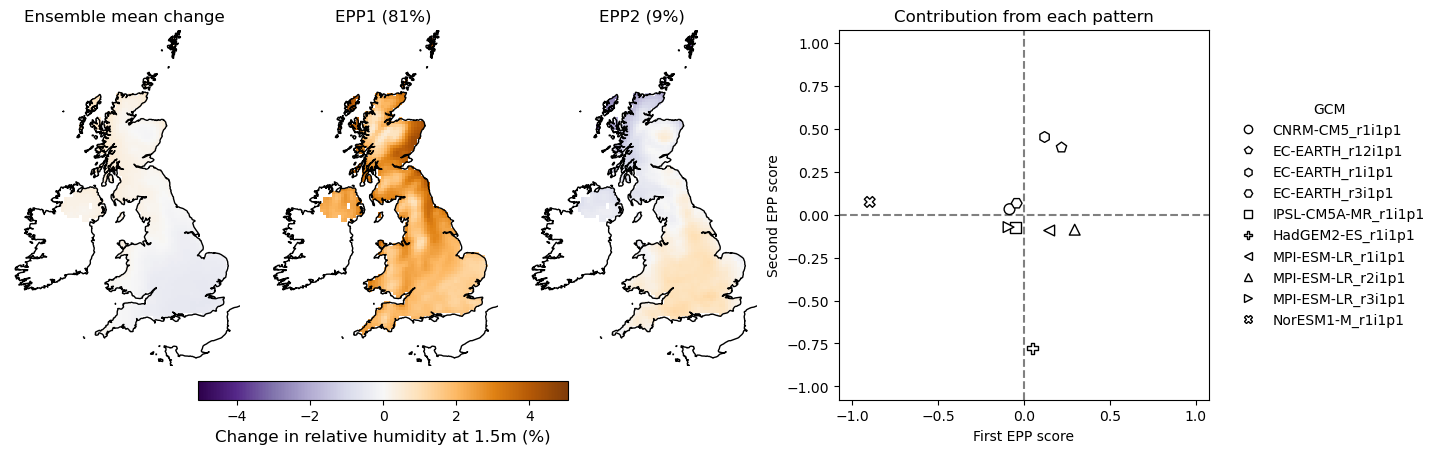 Ensemble mean change
EPP1 (81%)
EPP2 (9%)
Contribution from each pattern
−4 −2 0 2 4
Change in relative humidity at 1.5m (%)
1.00
0.75
0.50
0.25
0.00
−0.25
−0.50
−0.75
−1.00
Second EPP score
−1.0 −0.5 0.0 0.5 1.0
First EPP score
GCM
CNRM-CM5_r1i1p1
EC-EARTH_r12i1p1
EC-EARTH_r1i1p1
EC-EARTH_r3i1p1
IPSL-CM5A-MR_r1i1p1
HadGEM2-ES_r1i1p1
MPI-ESM-LR_r1i1p1
MPI-ESM-LR_r2i1p1
MPI-ESM-LR_r3i1p1
NorESM1-M_r1i1p1